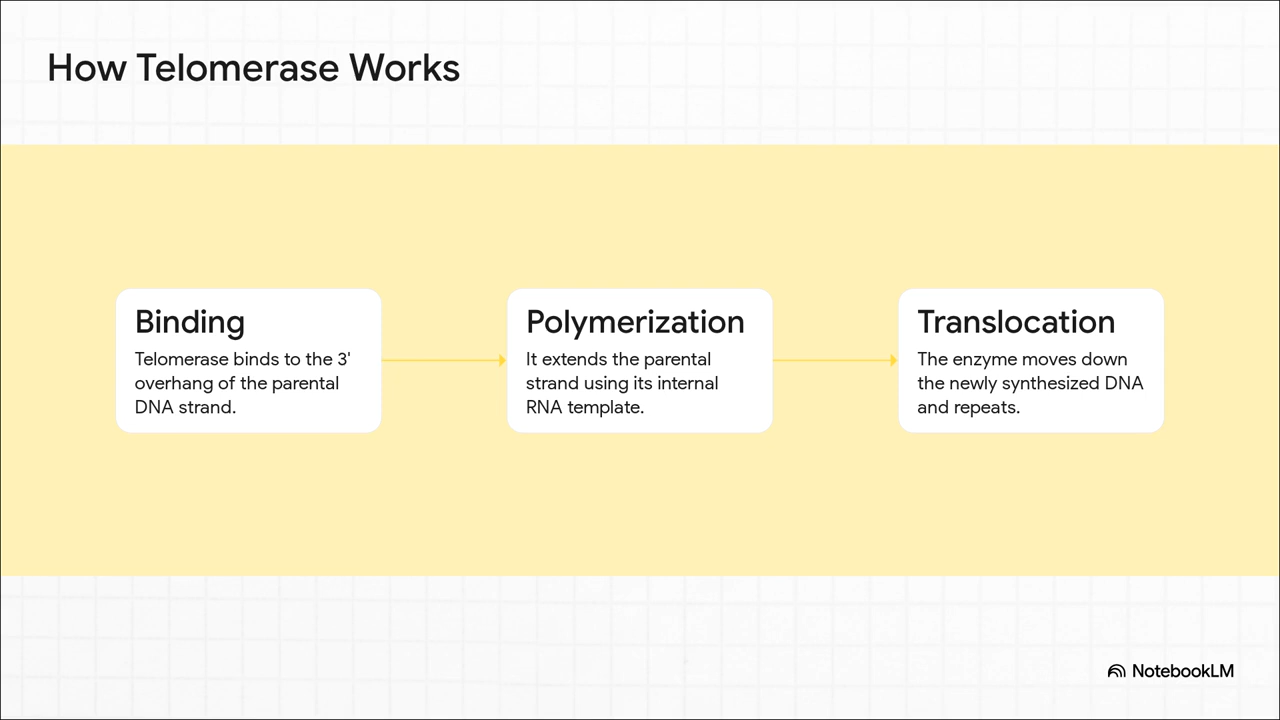 How Telomerase Works
Binding
Telomerase binds to the 3'
overhang of the parental
DNA strand.
Polymerization
It extends the parental
strand using its internal
RNA template.
Translocation
The enzyme moves down
the newly synthesized DNA
and repeats.
NotebookLM